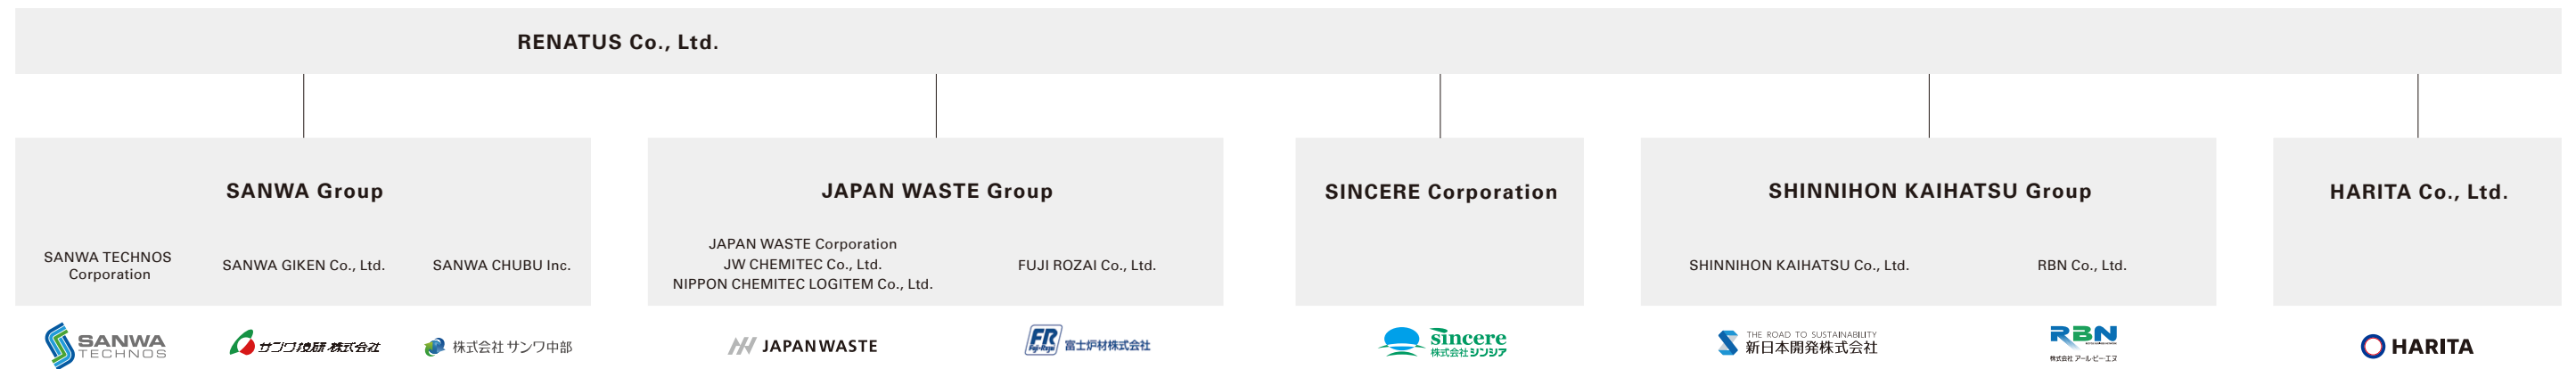 RENATUS Co., Ltd.
SANWA Group
JAPAN WASTE Group
SINCERE Corporation
SHINNIHON KAIHATSU Group
HARITA Co., Ltd.
SANWA TECHNOS
Corporation
SANWA GIKEN Co., Ltd.
SANWA CHUBU Inc.
JAPAN WASTE Corporation
JW CHEMITEC Co., Ltd.
NIPPON CHEMITEC LOGITEM Co., Ltd.
FUJI ROZAI Co., Ltd.
SHINNIHON KAIHATSU Co., Ltd.
RBN Co., Ltd.
SANWA
TECHNOS
サンワ技研株式会社
株式会社サンワ中部
JAPAN WASTE
FR
Fuji-Rozai
富士炉材株式会社
sincere
株式会社シンシア
THE ROAD TO SUSTAINABILITY
新日本開発株式会社
RBN
株式会社 アールビーエヌ
HARITA